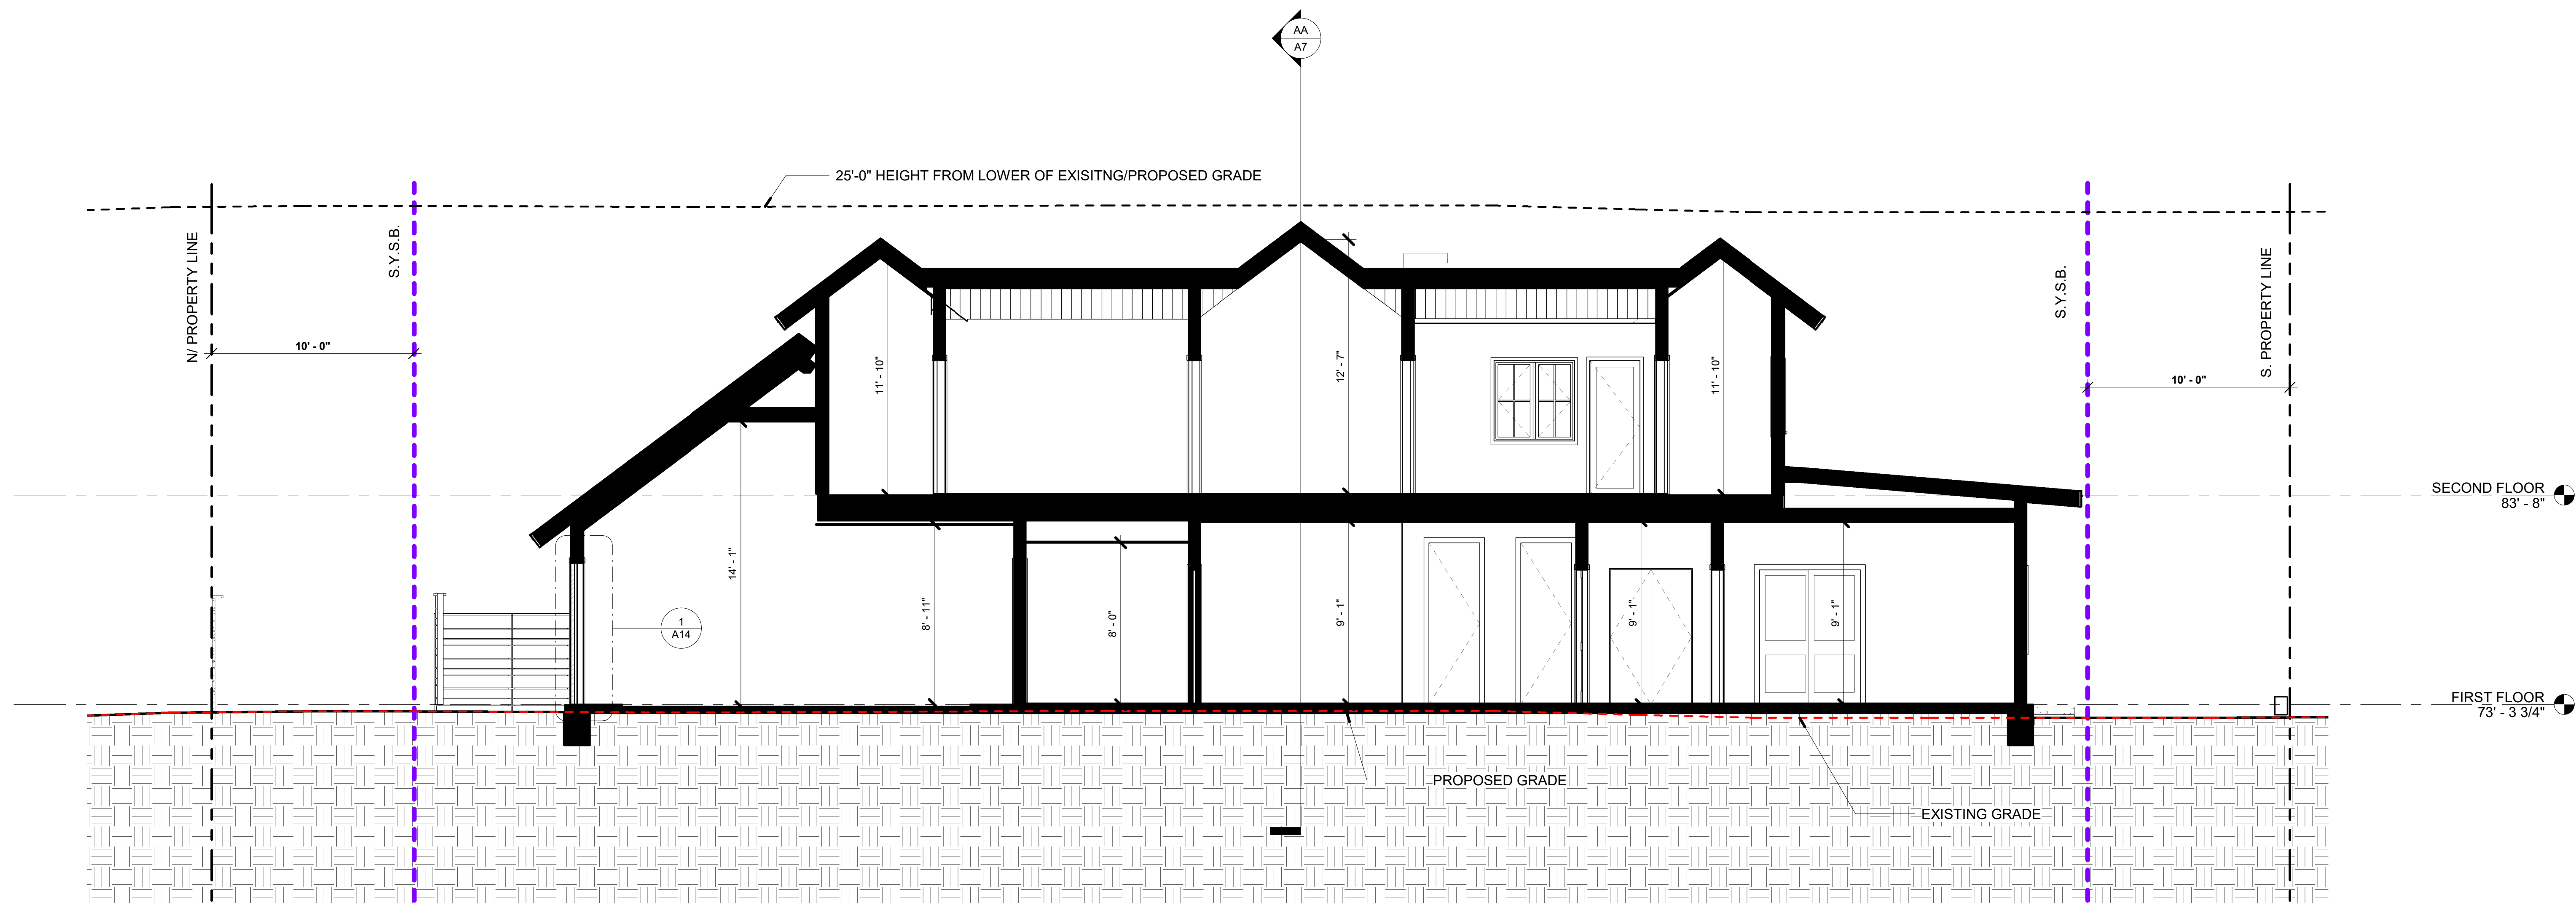 AA
A7
25'-0" HEIGHT FROM LOWER OF EXISITNG/PROPOSED GRADE
N/ PROPERTY LINE
S.Y.S.B.
S.Y.S.B.
S. PROPERTY LINE
10' - 0"
10' - 0"
11' - 10"
12' - 7"
11' - 10"
SECOND FLOOR
83' - 8"
14' - 1"
8' - 11"
8' - 0"
9' - 1"
9' - 1"
9' - 1"
1
A14
FIRST FLOOR
73' - 3 3/4"
PROPOSED GRADE
EXISTING GRADE